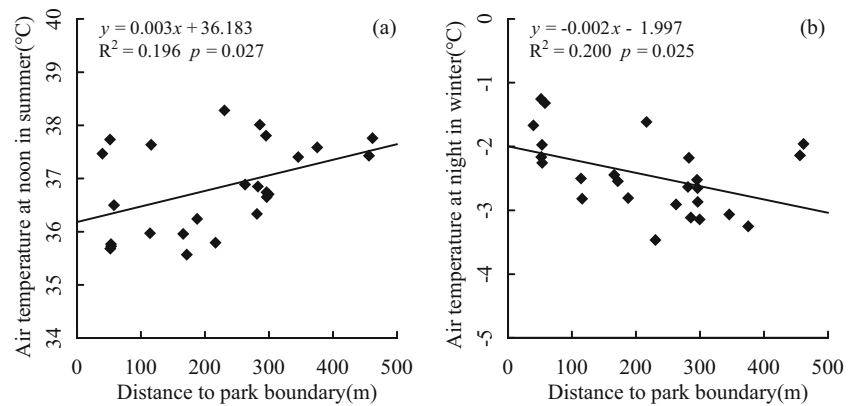 y = 0.003x + 36.183
R² = 0.196 p = 0.027
(a)
Air temperature at noon in summer(℃)
40
39
38
37
36
35
34
0 100 200 300 400 500
Distance to park boundary(m)
y = -0.002x - 1.997
R² = 0.200 p = 0.025
(b)
Air temperature at night in winter(℃)
-0
-1
-2
-3
-4
-5
0 100 200 300 400 500
Distance to park boundary(m)